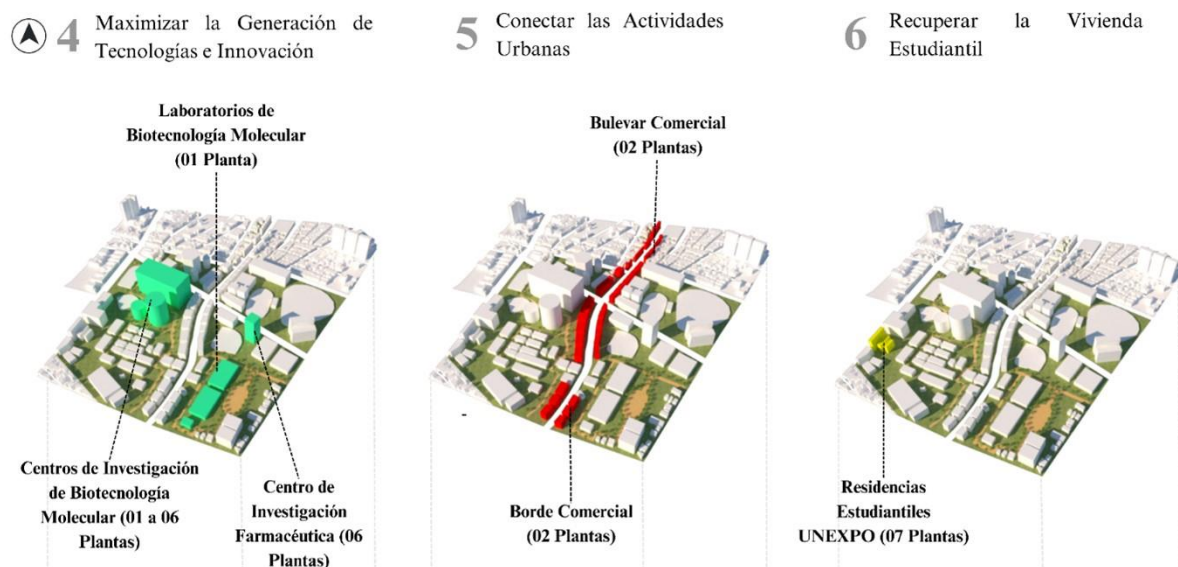 4
Maximizar la Generación de
Tecnologías e Innovación
Laboratorios de
Biotecnología Molecular
(01 Planta)
Centros de Investigación
de Biotecnología
Molecular (01 a 06
Plantas)
Centro de
Investigación
Farmacéutica (06
Plantas)
5
Conectar las Actividades
Urbanas
Bulevar Comercial
(02 Plantas)
Borde Comercial
(02 Plantas)
6
Recuperar la Vivienda
Estudiantil
Residencias
Estudiantiles
UNEXPO (07 Plantas)